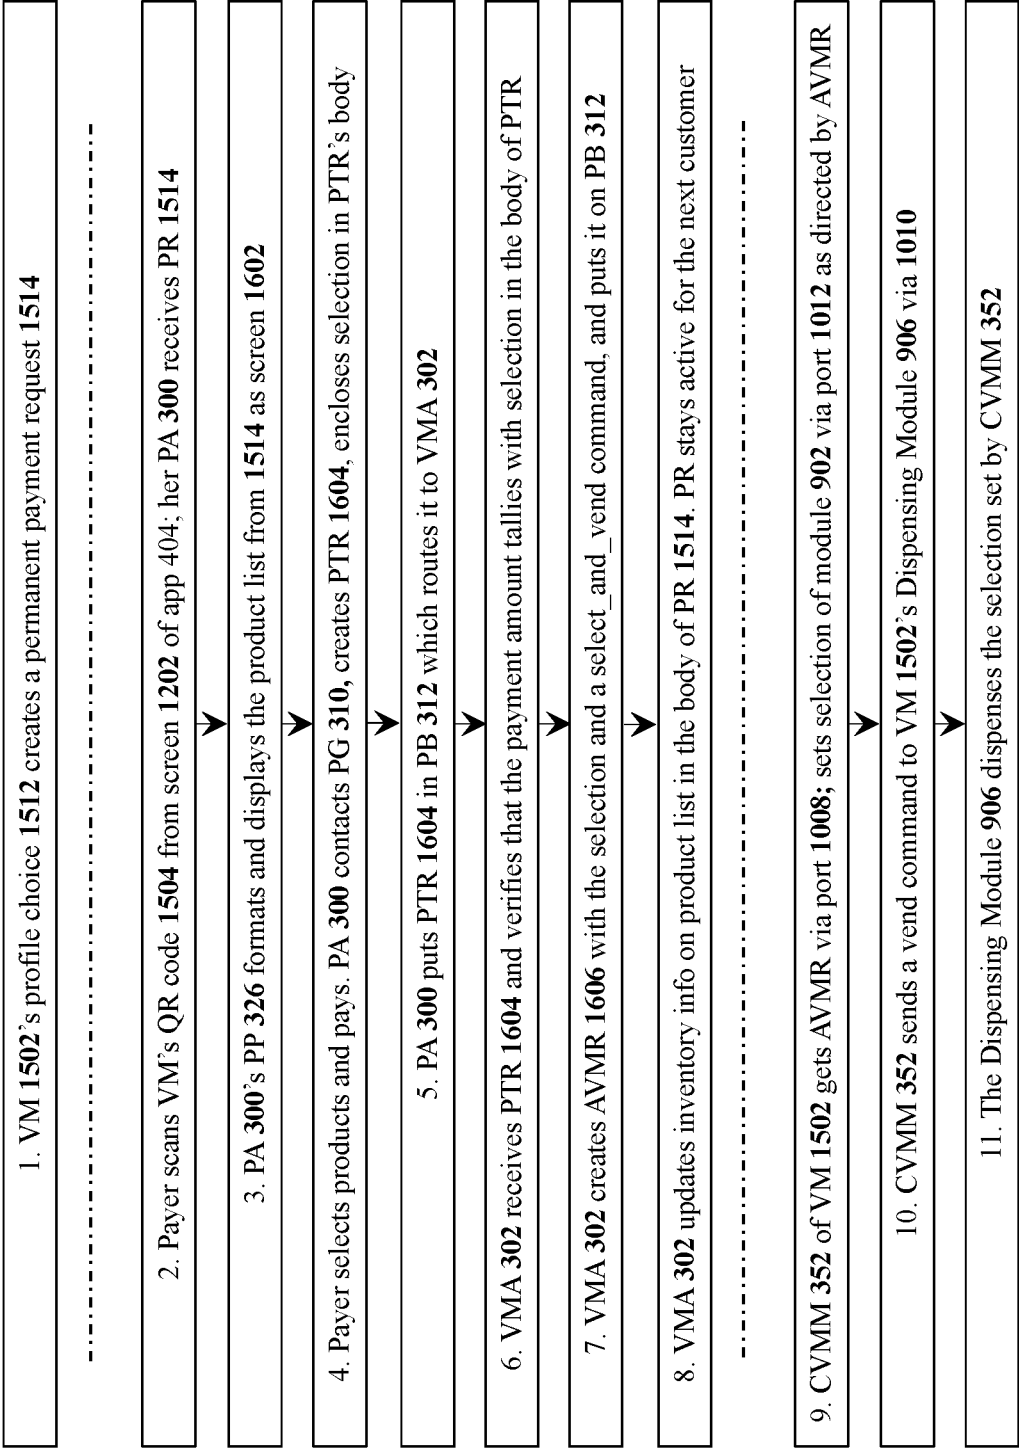 1. VM 1502's profile choice 1512 creates a permanent payment request 1514
2. Payer scans VM's QR code 1504 from screen 1202 of app 404; her PA 300 receives PR 1514
3. PA 300's PP 326 formats and displays the product list from 1514 as screen 1602
4. Payer selects products and pays. PA 300 contacts PG 310, creates PTR 1604, encloses selection in PTR's body
5. PA 300 puts PTR 1604 in PB 312 which routes it to VMA 302
6. VMA 302 receives PTR 1604 and verifies that the payment amount tallies with selection in the body of PTR
7. VMA 302 creates AVMR 1606 with the selection and a select_and_vend command, and puts it on PB 312
8. VMA 302 updates inventory info on product list in the body of PR 1514. PR stays active for the next customer
9. CVMM 352 of VM 1502 gets AVMR via port 1008; sets selection of module 902 via port 1012 as directed by AVMR
10. CVMM 352 sends a vend command to VM 1502's Dispensing Module 906 via 1010
11. The Dispensing Module 906 dispenses the selection set by CVMM 352